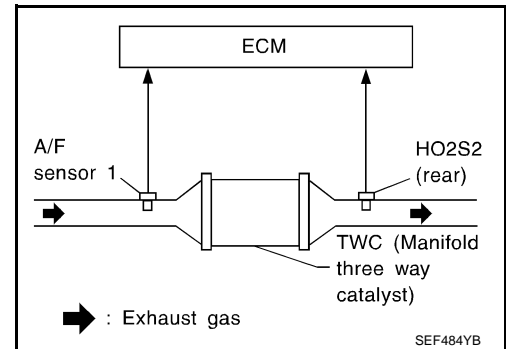 ECM
A/F
sensor 1
HO2S2
(rear)
TWC (Manifold
three way
catalyst)
: Exhaust gas
SEF484YB